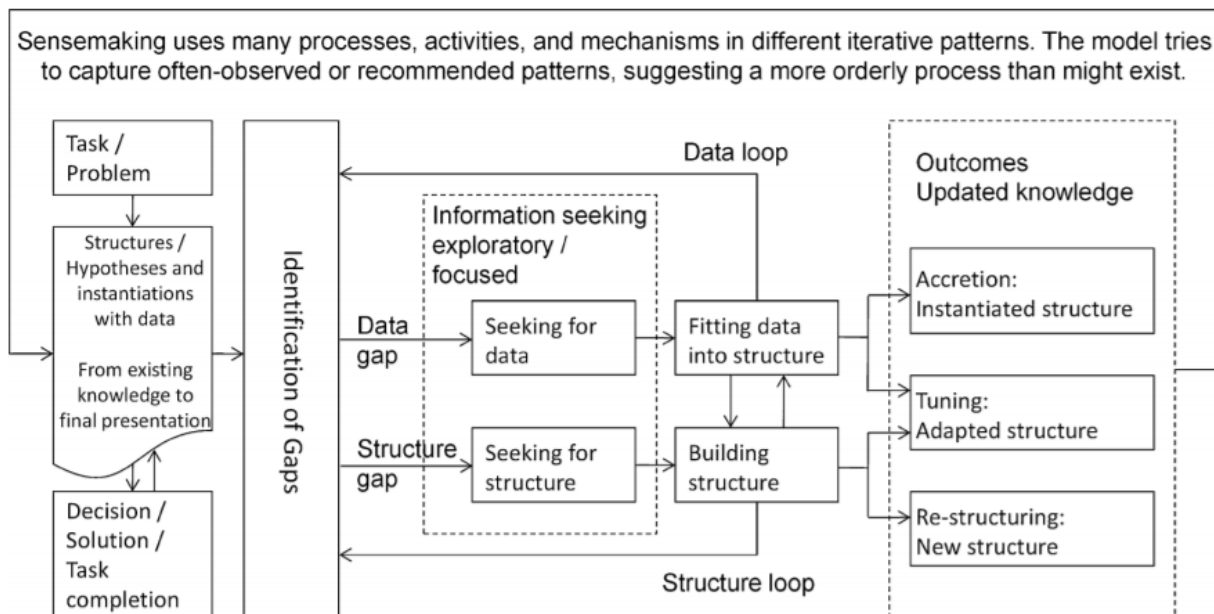 Sensemaking uses many processes, activities, and mechanisms in different iterative patterns. The model tries
to capture often-observed or recommended patterns, suggesting a more orderly process than might exist.
Task /
Problem
Structures /
Hypotheses and
instantiations
with data
From existing
knowledge to
final presentation
Decision /
Solution /
Task
completion
Identification of Gaps
Data loop
Information seeking
exploratory /
focused
Data
gap
Seeking for
data
Fitting data
into structure
Structure
gap
Seeking for
structure
Building
structure
Structure loop
Outcomes
Updated knowledge
Accretion:
Instantiated structure
Tuning:
Adapted structure
Re-structuring:
New structure